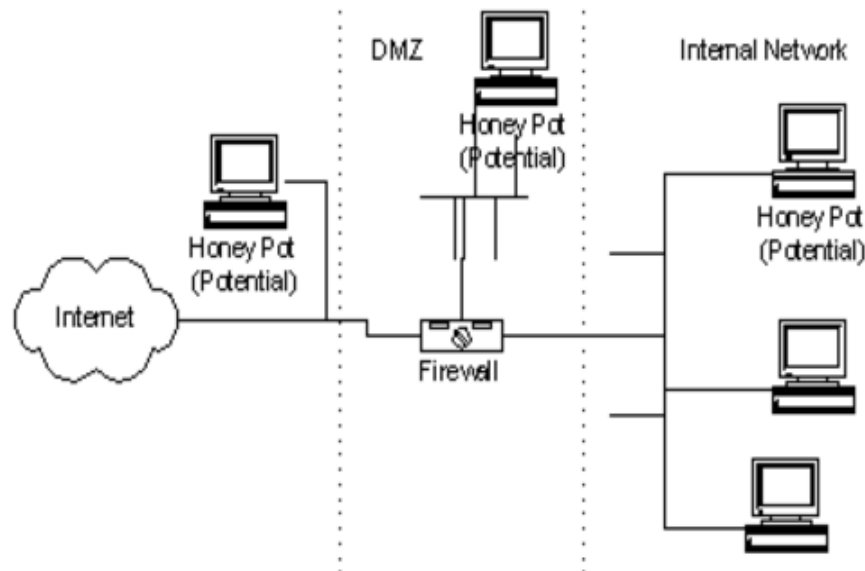 DMZ
Internal Network
Honey Pot
(Potential)
Honey Pot
(Potential)
Honey Pot
(Potential)
Internet
Firewall